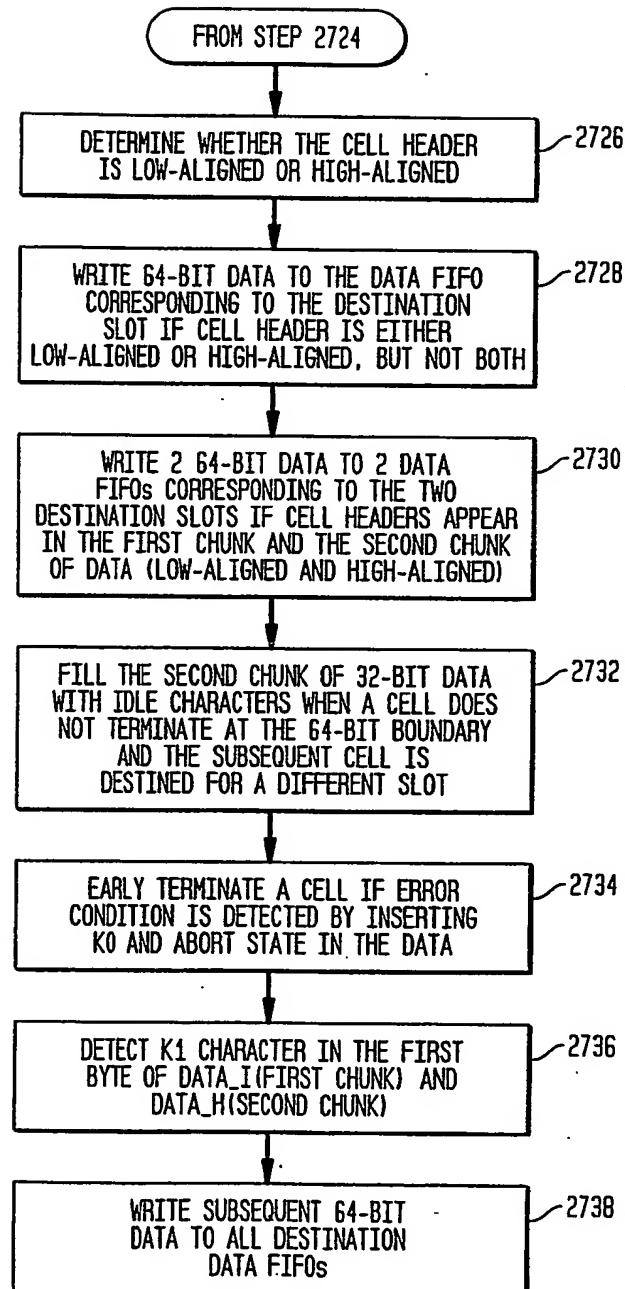 FROM STEP 2724
DETERMINE WHETHER THE CELL HEADER
IS LOW-ALIGNED OR HIGH-ALIGNED
2726
WRITE 64-BIT DATA TO THE DATA FIFO
CORRESPONDING TO THE DESTINATION
SLOT IF CELL HEADER IS EITHER
LOW-ALIGNED OR HIGH-ALIGNED, BUT NOT BOTH
2728
WRITE 2 64-BIT DATA TO 2 DATA
FIFOs CORRESPONDING TO THE TWO
DESTINATION SLOTS IF CELL HEADERS APPEAR
IN THE FIRST CHUNK AND THE SECOND CHUNK
OF DATA (LOW-ALIGNED AND HIGH-ALIGNED)
2730
FILL THE SECOND CHUNK OF 32-BIT DATA
WITH IDLE CHARACTERS WHEN A CELL DOES
NOT TERMINATE AT THE 64-BIT BOUNDARY
AND THE SUBSEQUENT CELL IS
DESTINED FOR A DIFFERENT SLOT
2732
EARLY TERMINATE A CELL IF ERROR
CONDITION IS DETECTED BY INSERTING
K0 AND ABORT STATE IN THE DATA
2734
DETECT K1 CHARACTER IN THE FIRST
BYTE OF DATA_I(FIRST CHUNK) AND
DATA_H(SECOND CHUNK)
2736
WRITE SUBSEQUENT 64-BIT
DATA TO ALL DESTINATION
DATA FIFOs
2738